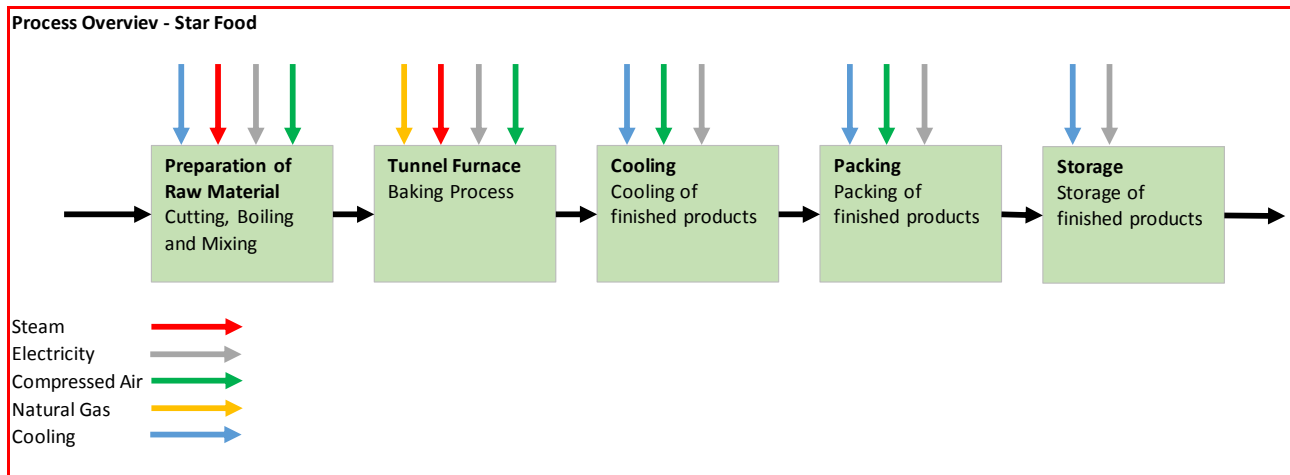 Process Overviev - Star Food
Preparation of
Raw Material
Cutting, Boiling
and Mixing
Tunnel Furnace
Baking Process
Cooling
Cooling of
finished products
Packing
Packing of
finished products
Storage
Storage of
finished products
Steam
Electricity
Compressed Air
Natural Gas
Cooling